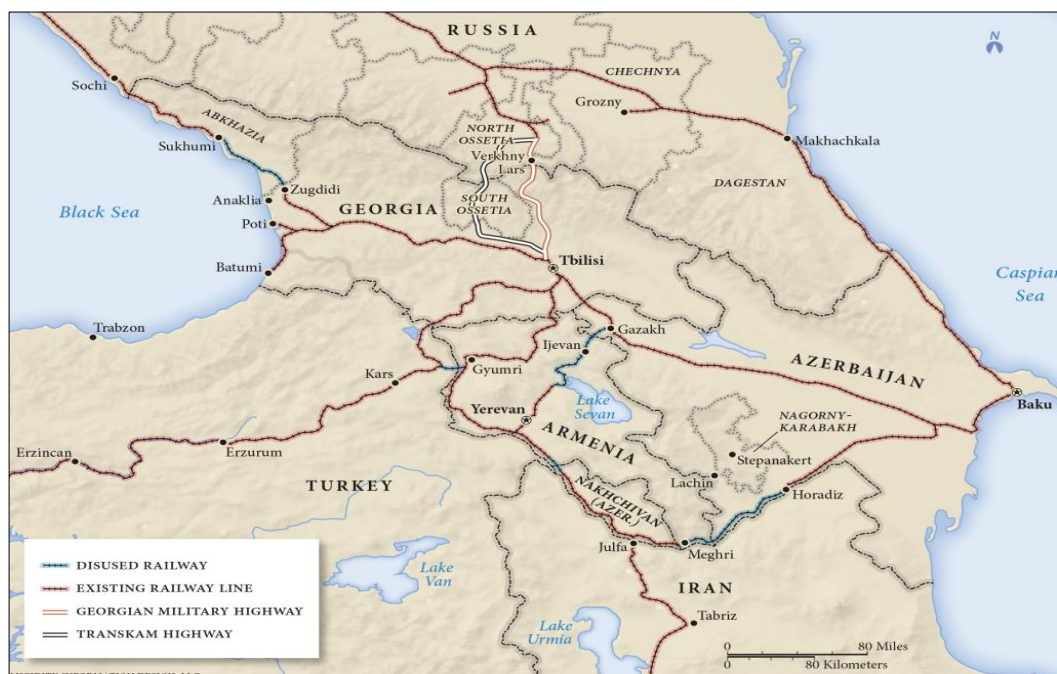 RUSSIA
N
Sochi
CHECHNYA
Grozny
ABKHAZIA
Sukhumi
NORTH
OSSETIA
Verkhny
Lars
Makhachkala
Zugdidi
DAGESTAN
Anaklia
Black Sea
GEORGIA
SOUTH
OSSETIA
Poti
Batumi
Tbilisi
Caspian
Sea
Trabzon
Gazakh
Ijevan
Gyumri
Kars
AZERBAIJAN
Lake
Sevan
Baku
Yerevan
NAGORNY-
KARABAKH
ARMENIA
Erzincan
Erzurum
Stepanakert
Lachin
TURKEY
Horadiz
NAKHCHIVAN
(AZER.)
Julfa
Meghri
DISUSED RAILWAY
EXISTING RAILWAY LINE
GEORGIAN MILITARY HIGHWAY
TRANSKAM HIGHWAY
Lake
Van
IRAN
Tabriz
Lake
Urmia
0 80 Miles
0 80 Kilometers